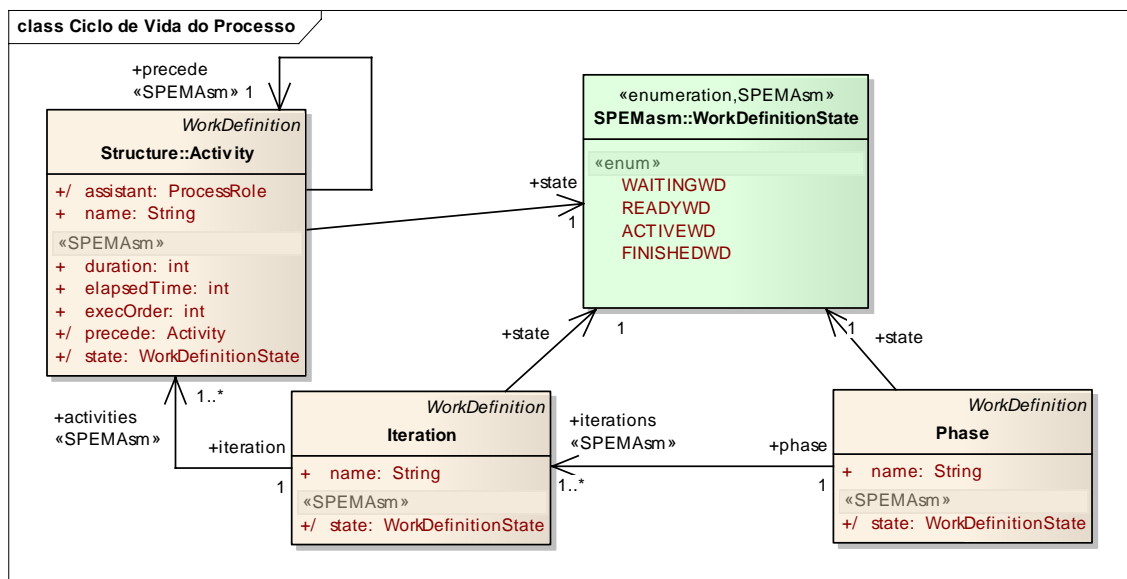 class Ciclo de Vida do Processo
+precede
«SPEMAsm» 1
WorkDefinition
Structure::Activity
+/ assistant: ProcessRole
+ name: String
«SPEMAsm»
+ duration: int
+ elapsedTime: int
+ execOrder: int
+/ precede: Activity
+/ state: WorkDefinitionState
«enumeration,SPEMAsm»
SPEMasm::WorkDefinitionState
«enum»
WAITINGWD
READYWD
ACTIVEWD
FINISHEDWD
+state
1
+state
1
+state
1
1..*
+activities
«SPEMAsm»
+iteration
1
WorkDefinition
Iteration
+ name: String
«SPEMAsm»
+/ state: WorkDefinitionState
+iterations
«SPEMAsm»
1..*
+phase
1
WorkDefinition
Phase
+ name: String
«SPEMAsm»
+/ state: WorkDefinitionState